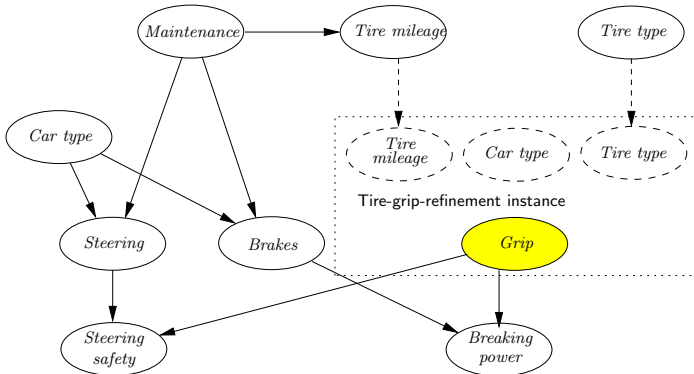 Maintenance
Tire mileage
Tire type
Car type
Tire
mileage
Car type
Tire type
Tire-grip-refinement instance
Steering
Brakes
Grip
Steering
safety
Breaking
power